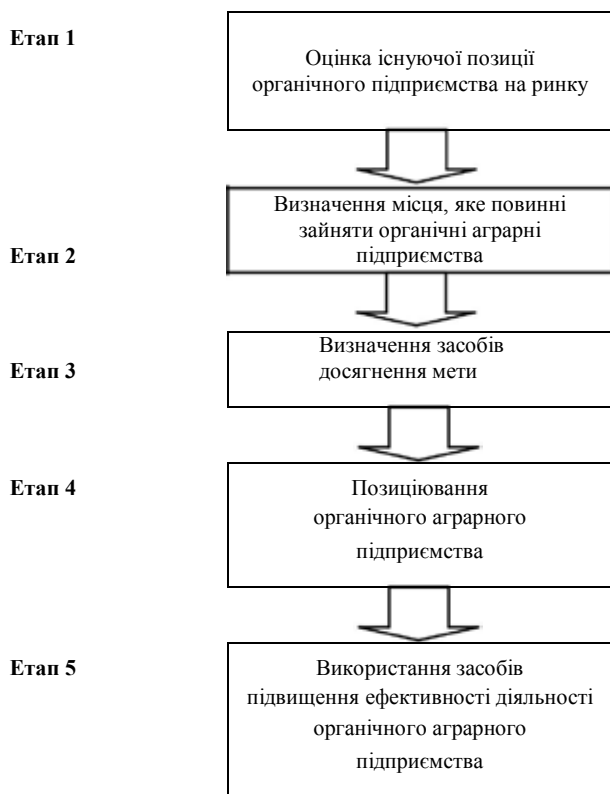 Етап 1
Оцінка існуючої позиції
органічного підприємства на ринку
Визначення місця, яке повинні
зайняти органічні аграрні
Етап 2
підприємства
Визначення засобів
Етап 3
досягнення мети
Етап 4
Позиціювання
органічного аграрного
підприємства
Етап 5
Використання засобів
підвищення ефективності діяльності
органічного аграрного
підприємства